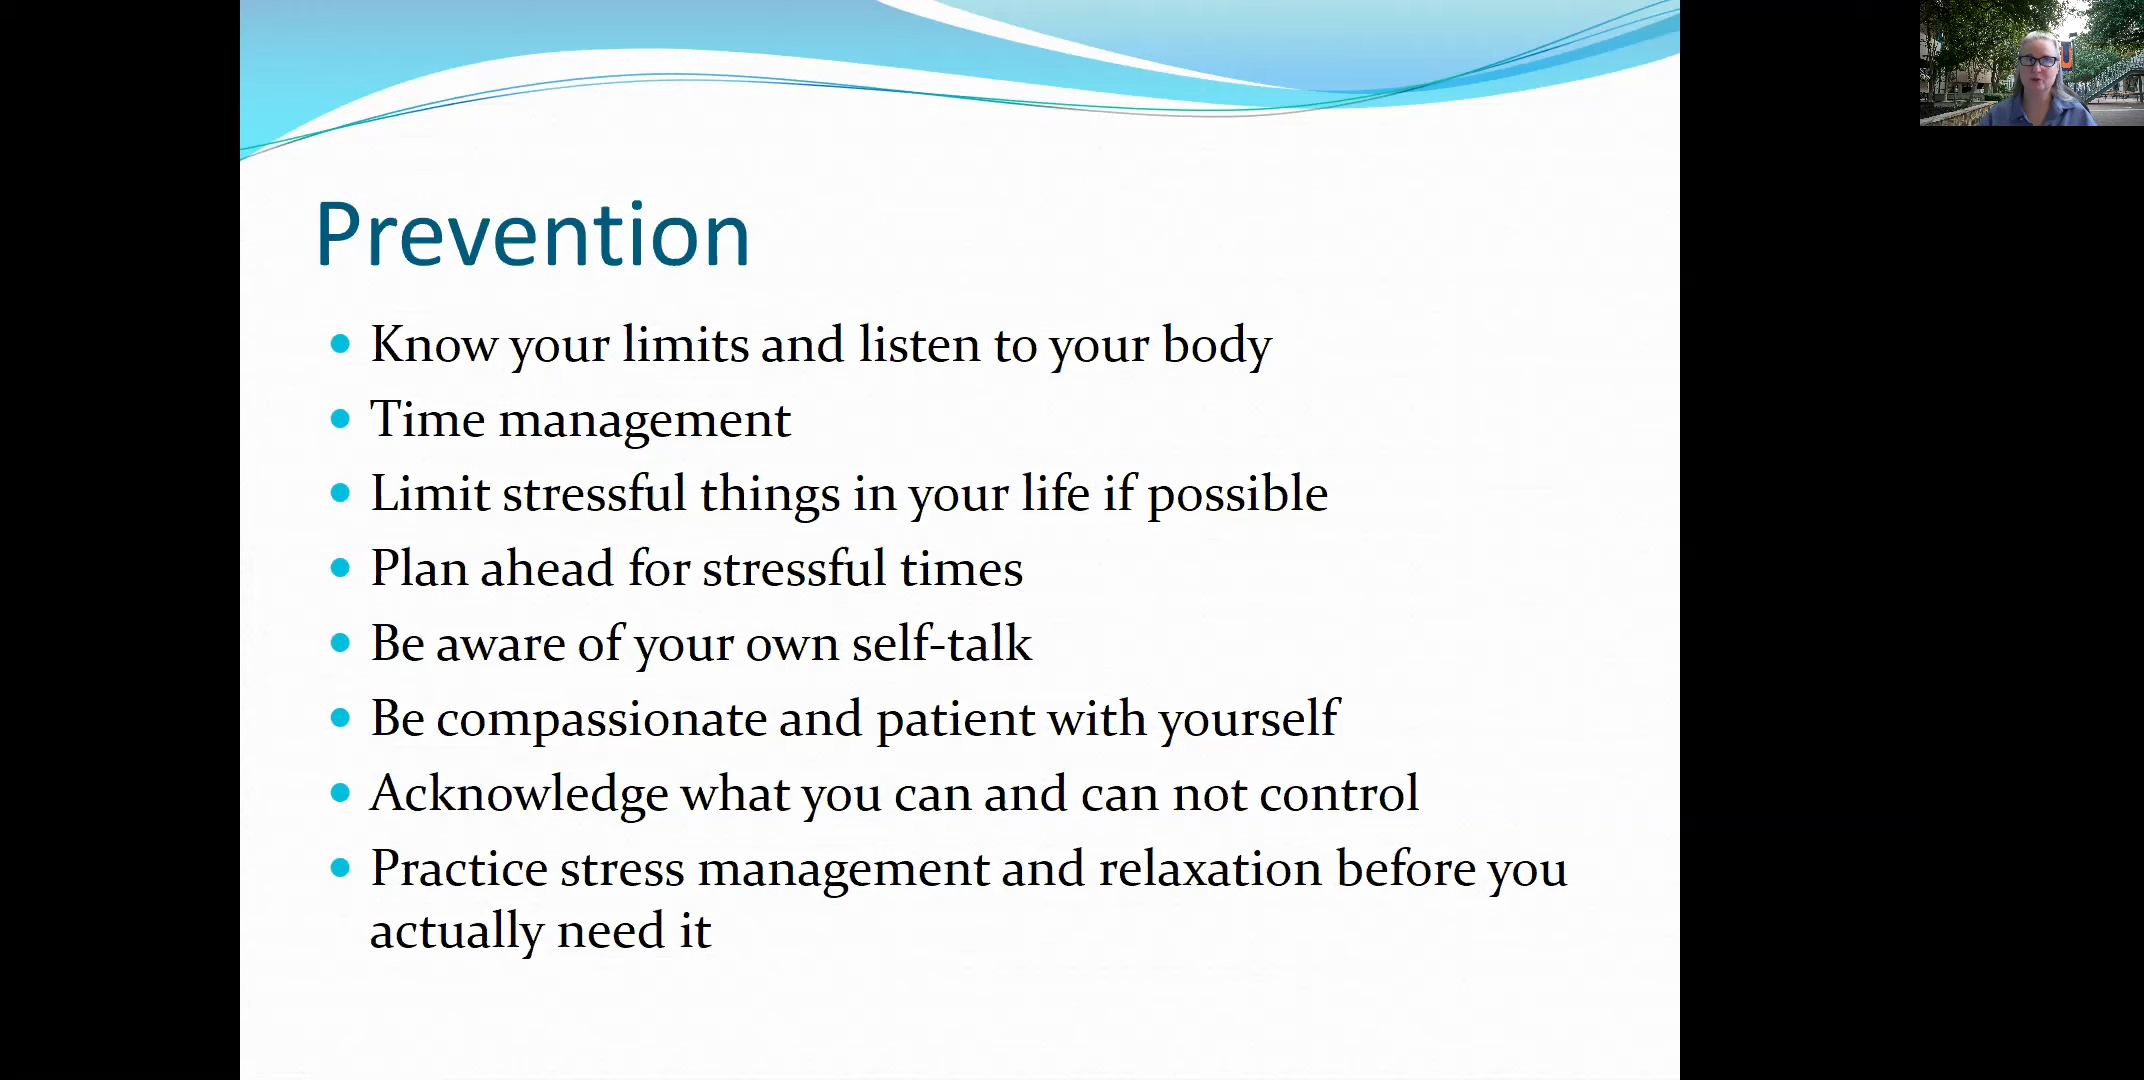 Prevention
Know your limits and listen to your body
Time management
Limit stressful things in your life if possible
Plan ahead for stressful times
Be aware of your own self-talk
Be compassionate and patient with yourself
Acknowledge what you can and can not control
Practice stress management and relaxation before you
actually need it